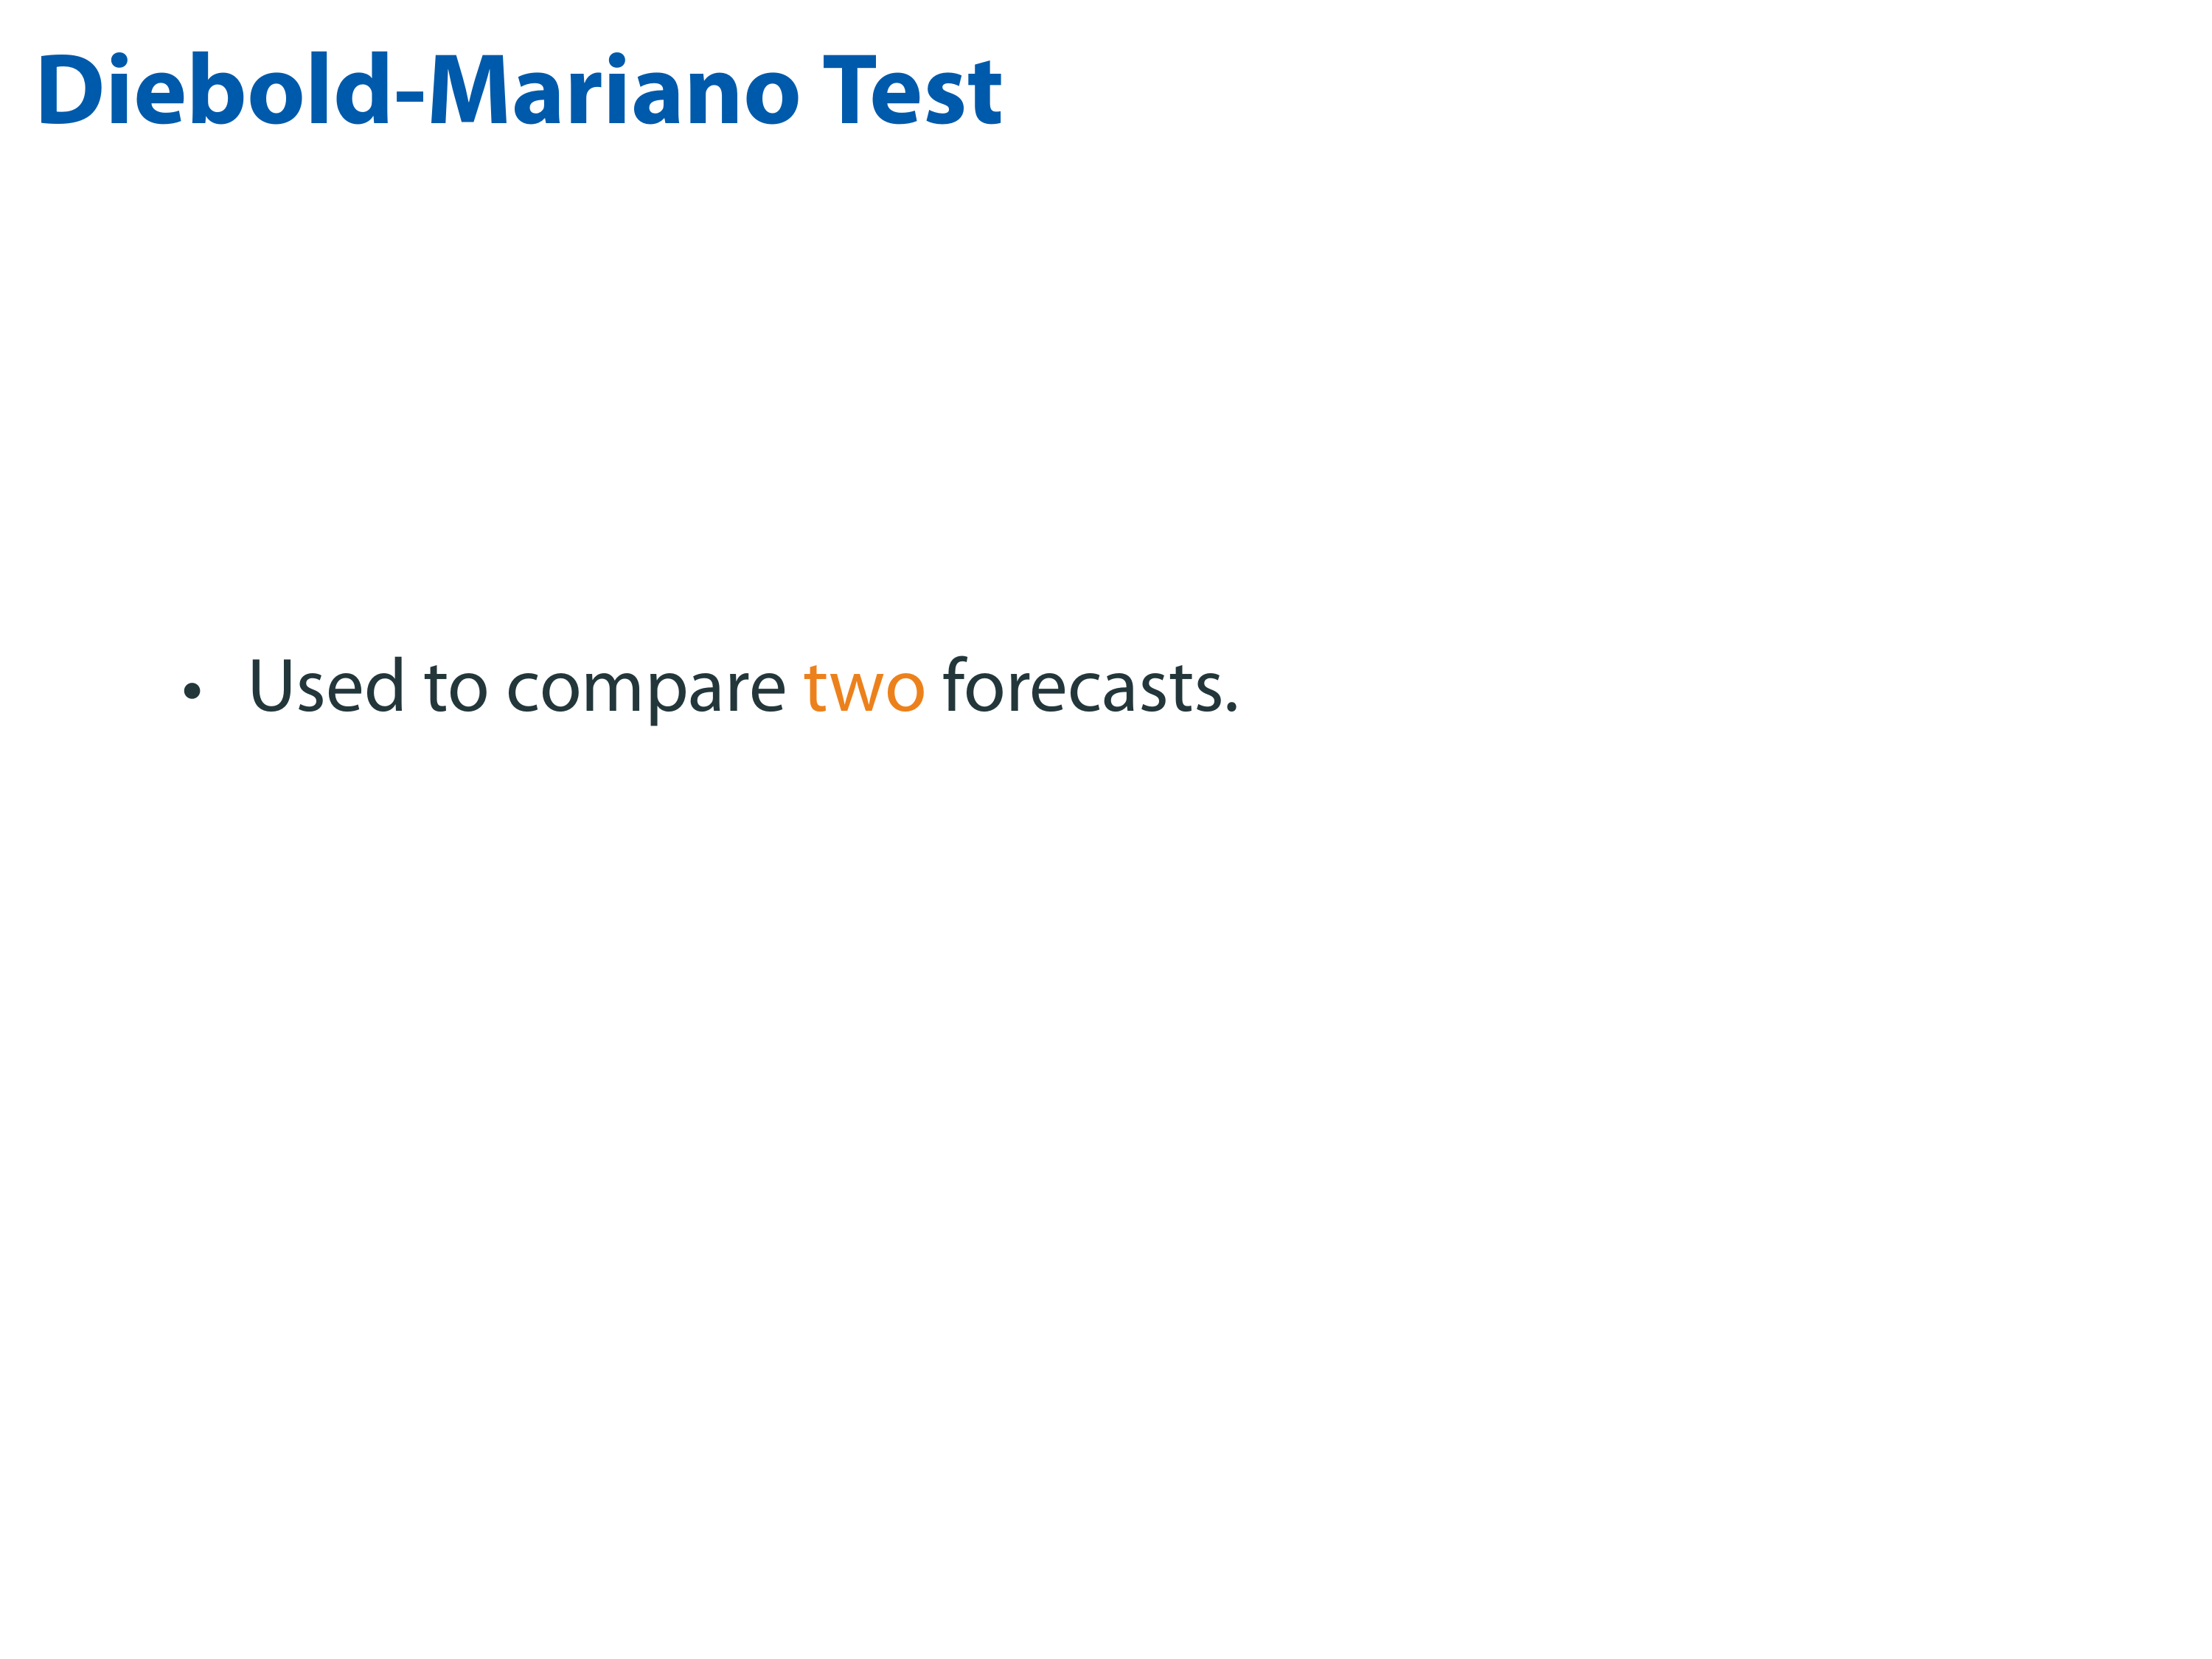 Diebold-Mariano Test
• Used to compare two forecasts.